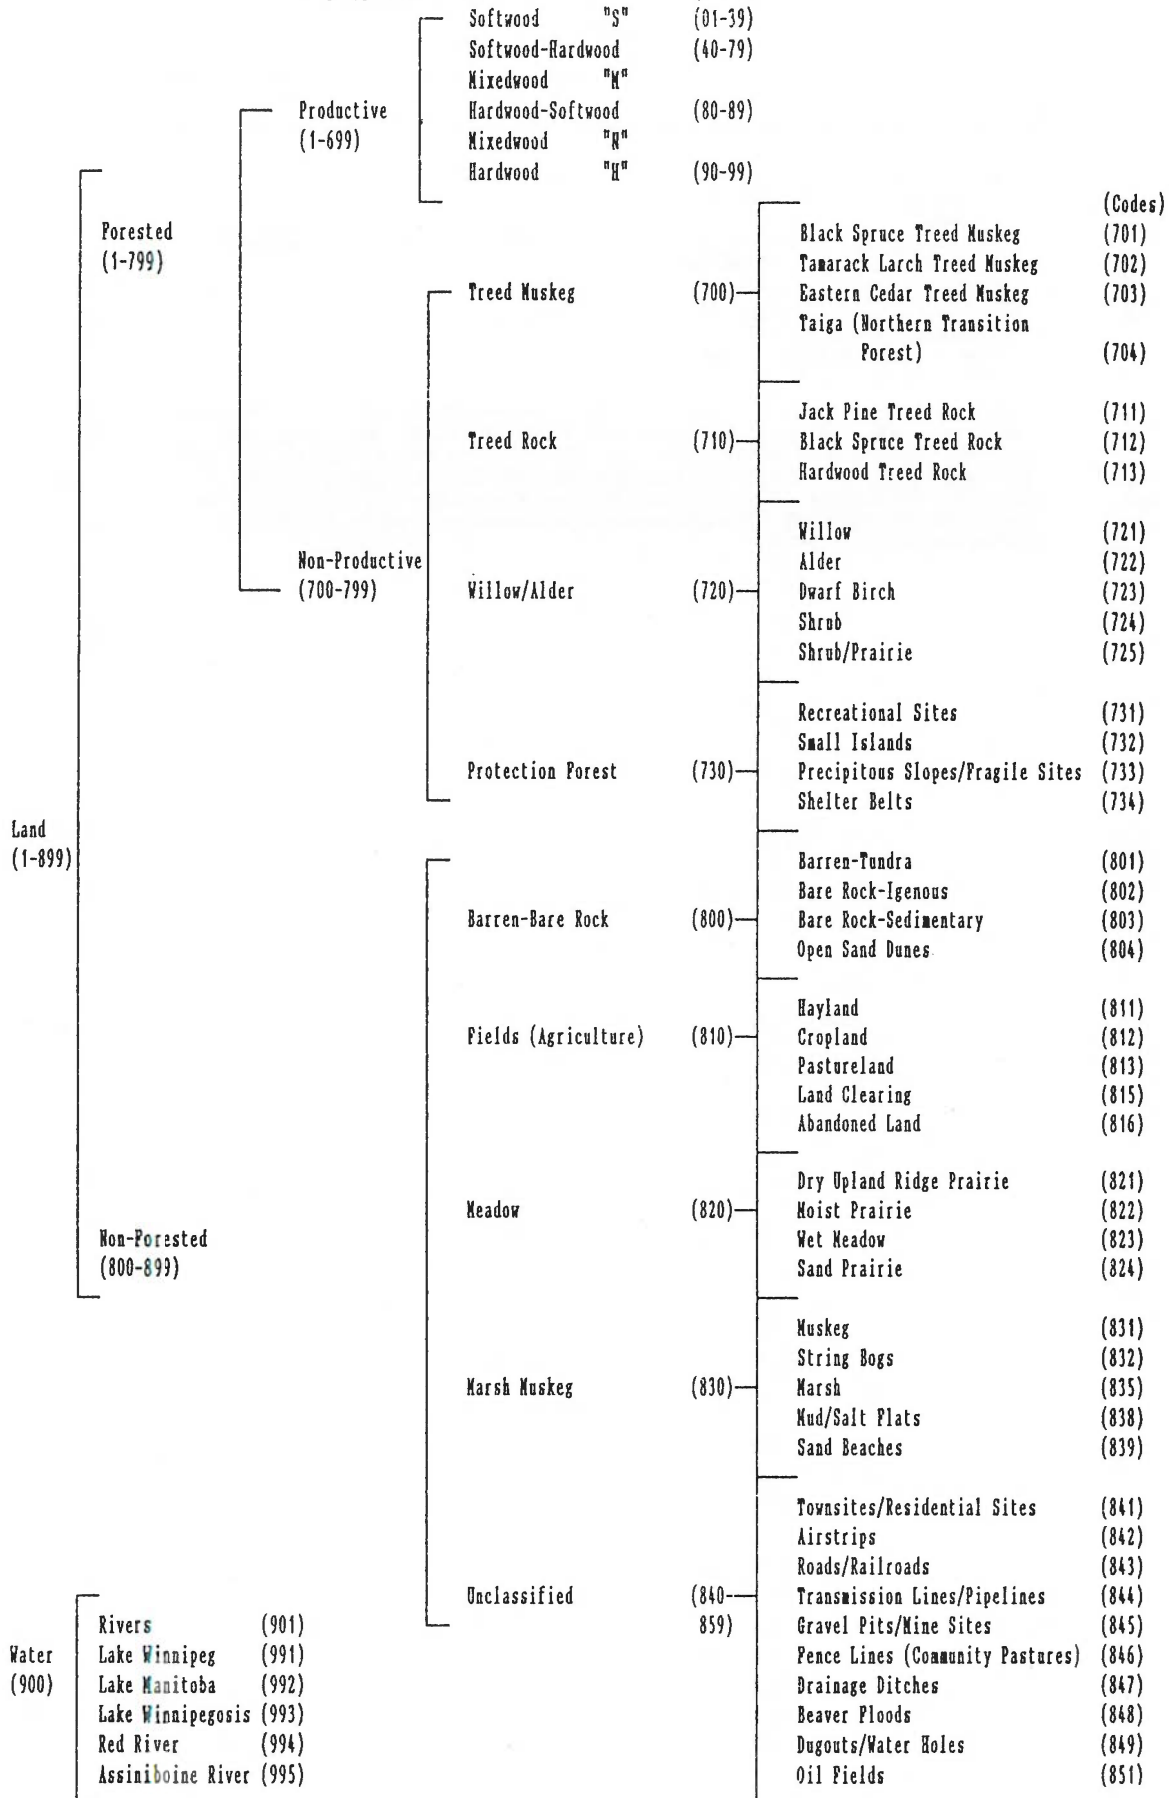 Softwood "S" (01-39)
Softwood-Hardwood (40-79)
Mixedwood "M"
Productive Hardwood-Softwood (80-89)
(1-699) Mixedwood "N"
Hardwood "H" (90-99)
(Codes)
Forested Black Spruce Treed Muskeg (701)
(1-799) Tamarack Larch Treed Muskeg (702)
Treed Muskeg (700) Eastern Cedar Treed Muskeg (703)
Taiga (Northern Transition
Forest) (704)
Jack Pine Treed Rock (711)
Treed Rock (710) Black Spruce Treed Rock (712)
Hardwood Treed Rock (713)
Willow (721)
Non-Productive Alder (722)
(700-799) Willow/Alder (720) Dwarf Birch (723)
Shrub (724)
Shrub/Prairie (725)
Recreational Sites (731)
Small Islands (732)
Protection Forest (730) Precipitous Slopes/Fragile Sites (733)
Shelter Belts (734)
Land
(1-899) Barren-Tundra (801)
Bare Rock-Igenous (802)
Barren-Bare Rock (800) Bare Rock-Sedimentary (803)
Open Sand Dunes (804)
Hayland (811)
Fields (Agriculture) (810) Cropland (812)
Pastureland (813)
Land Clearing (815)
Abandoned Land (816)
Dry Upland Ridge Prairie (821)
Meadow (820) Moist Prairie (822)
Non-Forested Wet Meadow (823)
(800-899) Sand Prairie (824)
Muskeg (831)
String Bogs (832)
Marsh Muskeg (830) Marsh (835)
Mud/Salt Flats (838)
Sand Beaches (839)
Townsites/Residential Sites (841)
Airstrips (842)
Roads/Railroads (843)
Unclassified (840- Transmission Lines/Pipelines (844)
Rivers (901) 859) Gravel Pits/Mine Sites (845)
Water Lake Winnipeg (991) Fence Lines (Community Pastures) (846)
(900) Lake Manitoba (992) Drainage Ditches (847)
Lake Winnipegosis (993) Beaver Floods (848)
Red River (994) Dugouts/Water Holes (849)
Assiniboine River (995) Oil Fields (851)